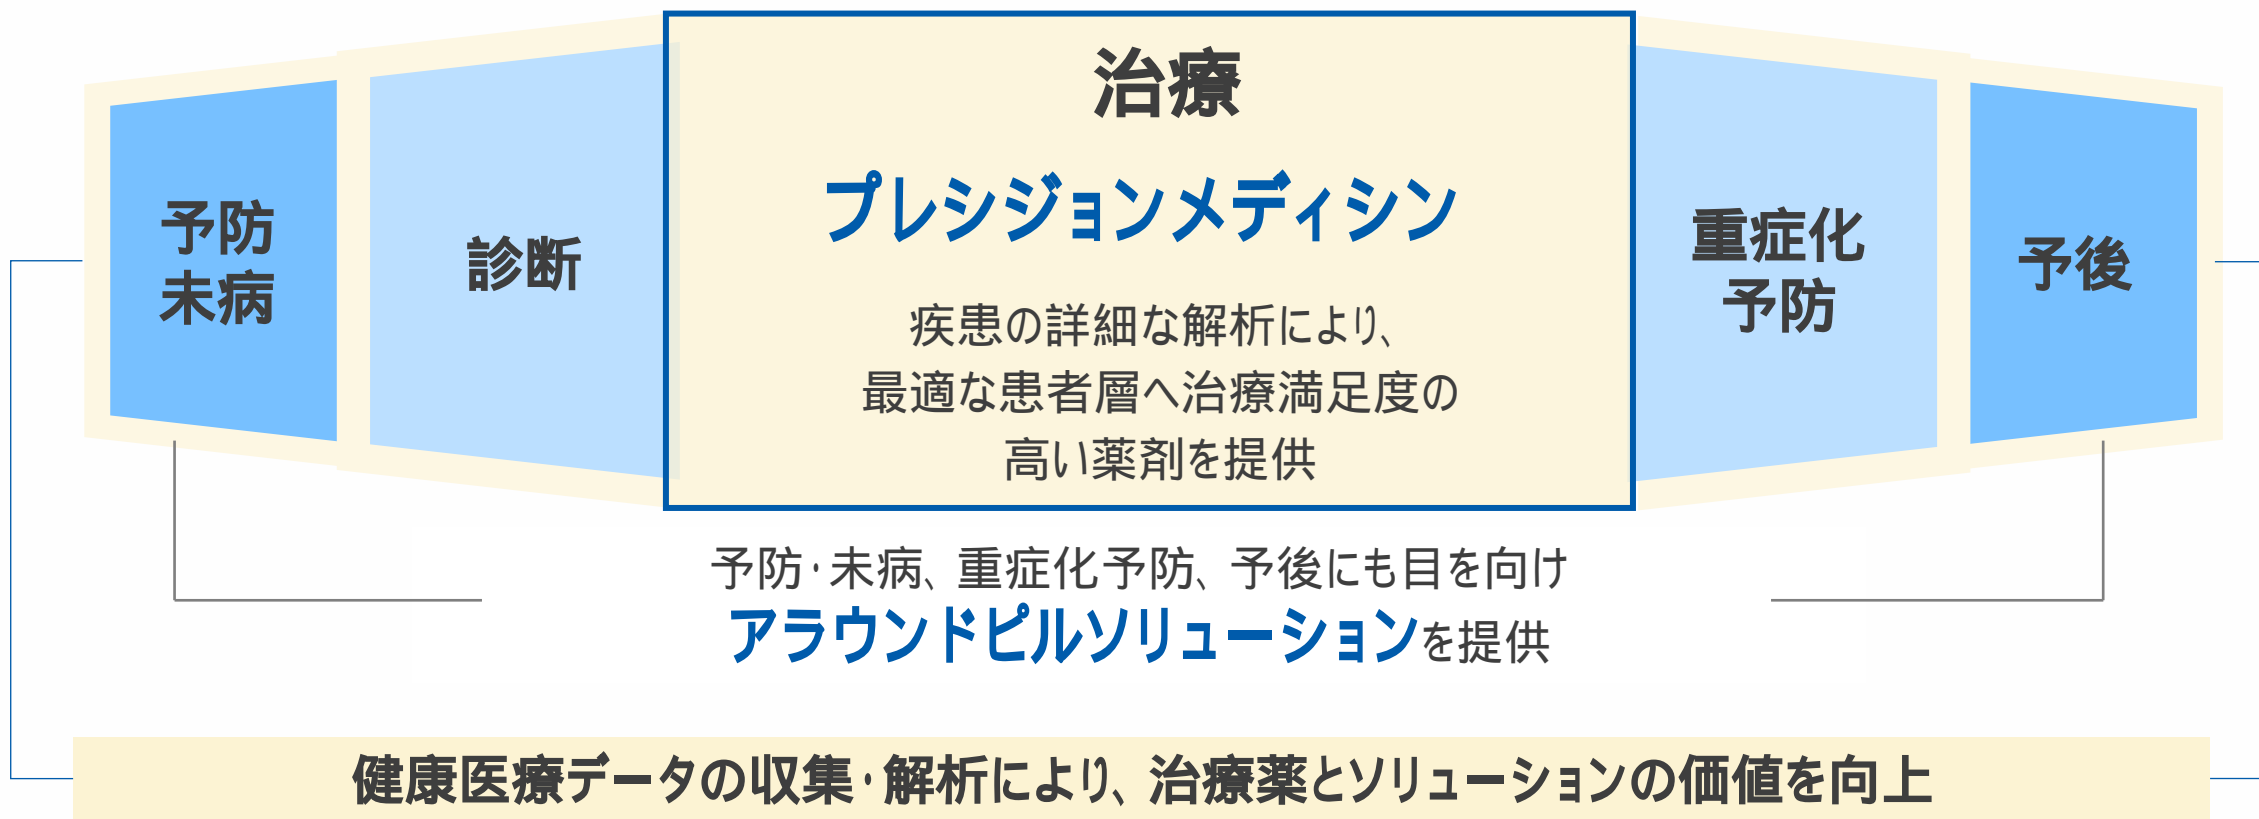 予防
未病
診断
治療
プレシジョンメディシン
疾患の詳細な解析により、
最適な患者層へ治療満足度の
高い薬剤を提供
重症化
予防
予後
予防・未病、重症化予防、予後にも目を向け
アラウンドピルソリューションを提供
健康医療データの収集・解析により、治療薬とソリューションの価値を向上